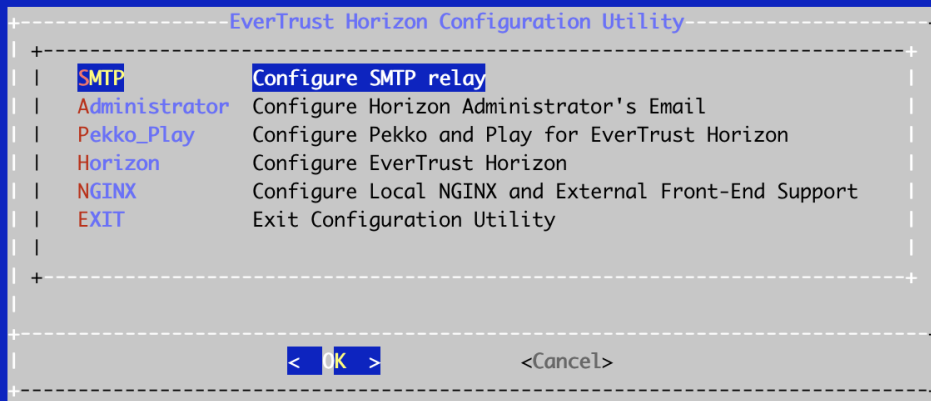 EverTrust Horizon Configuration Utility
SMTP Configure SMTP relay
Administrator Configure Horizon Administrator's Email
Pekko_Play Configure Pekko and Play for EverTrust Horizon
Horizon Configure EverTrust Horizon
NGINX Configure Local NGINX and External Front-End Support
EXIT Exit Configuration Utility
< OK > <Cancel>